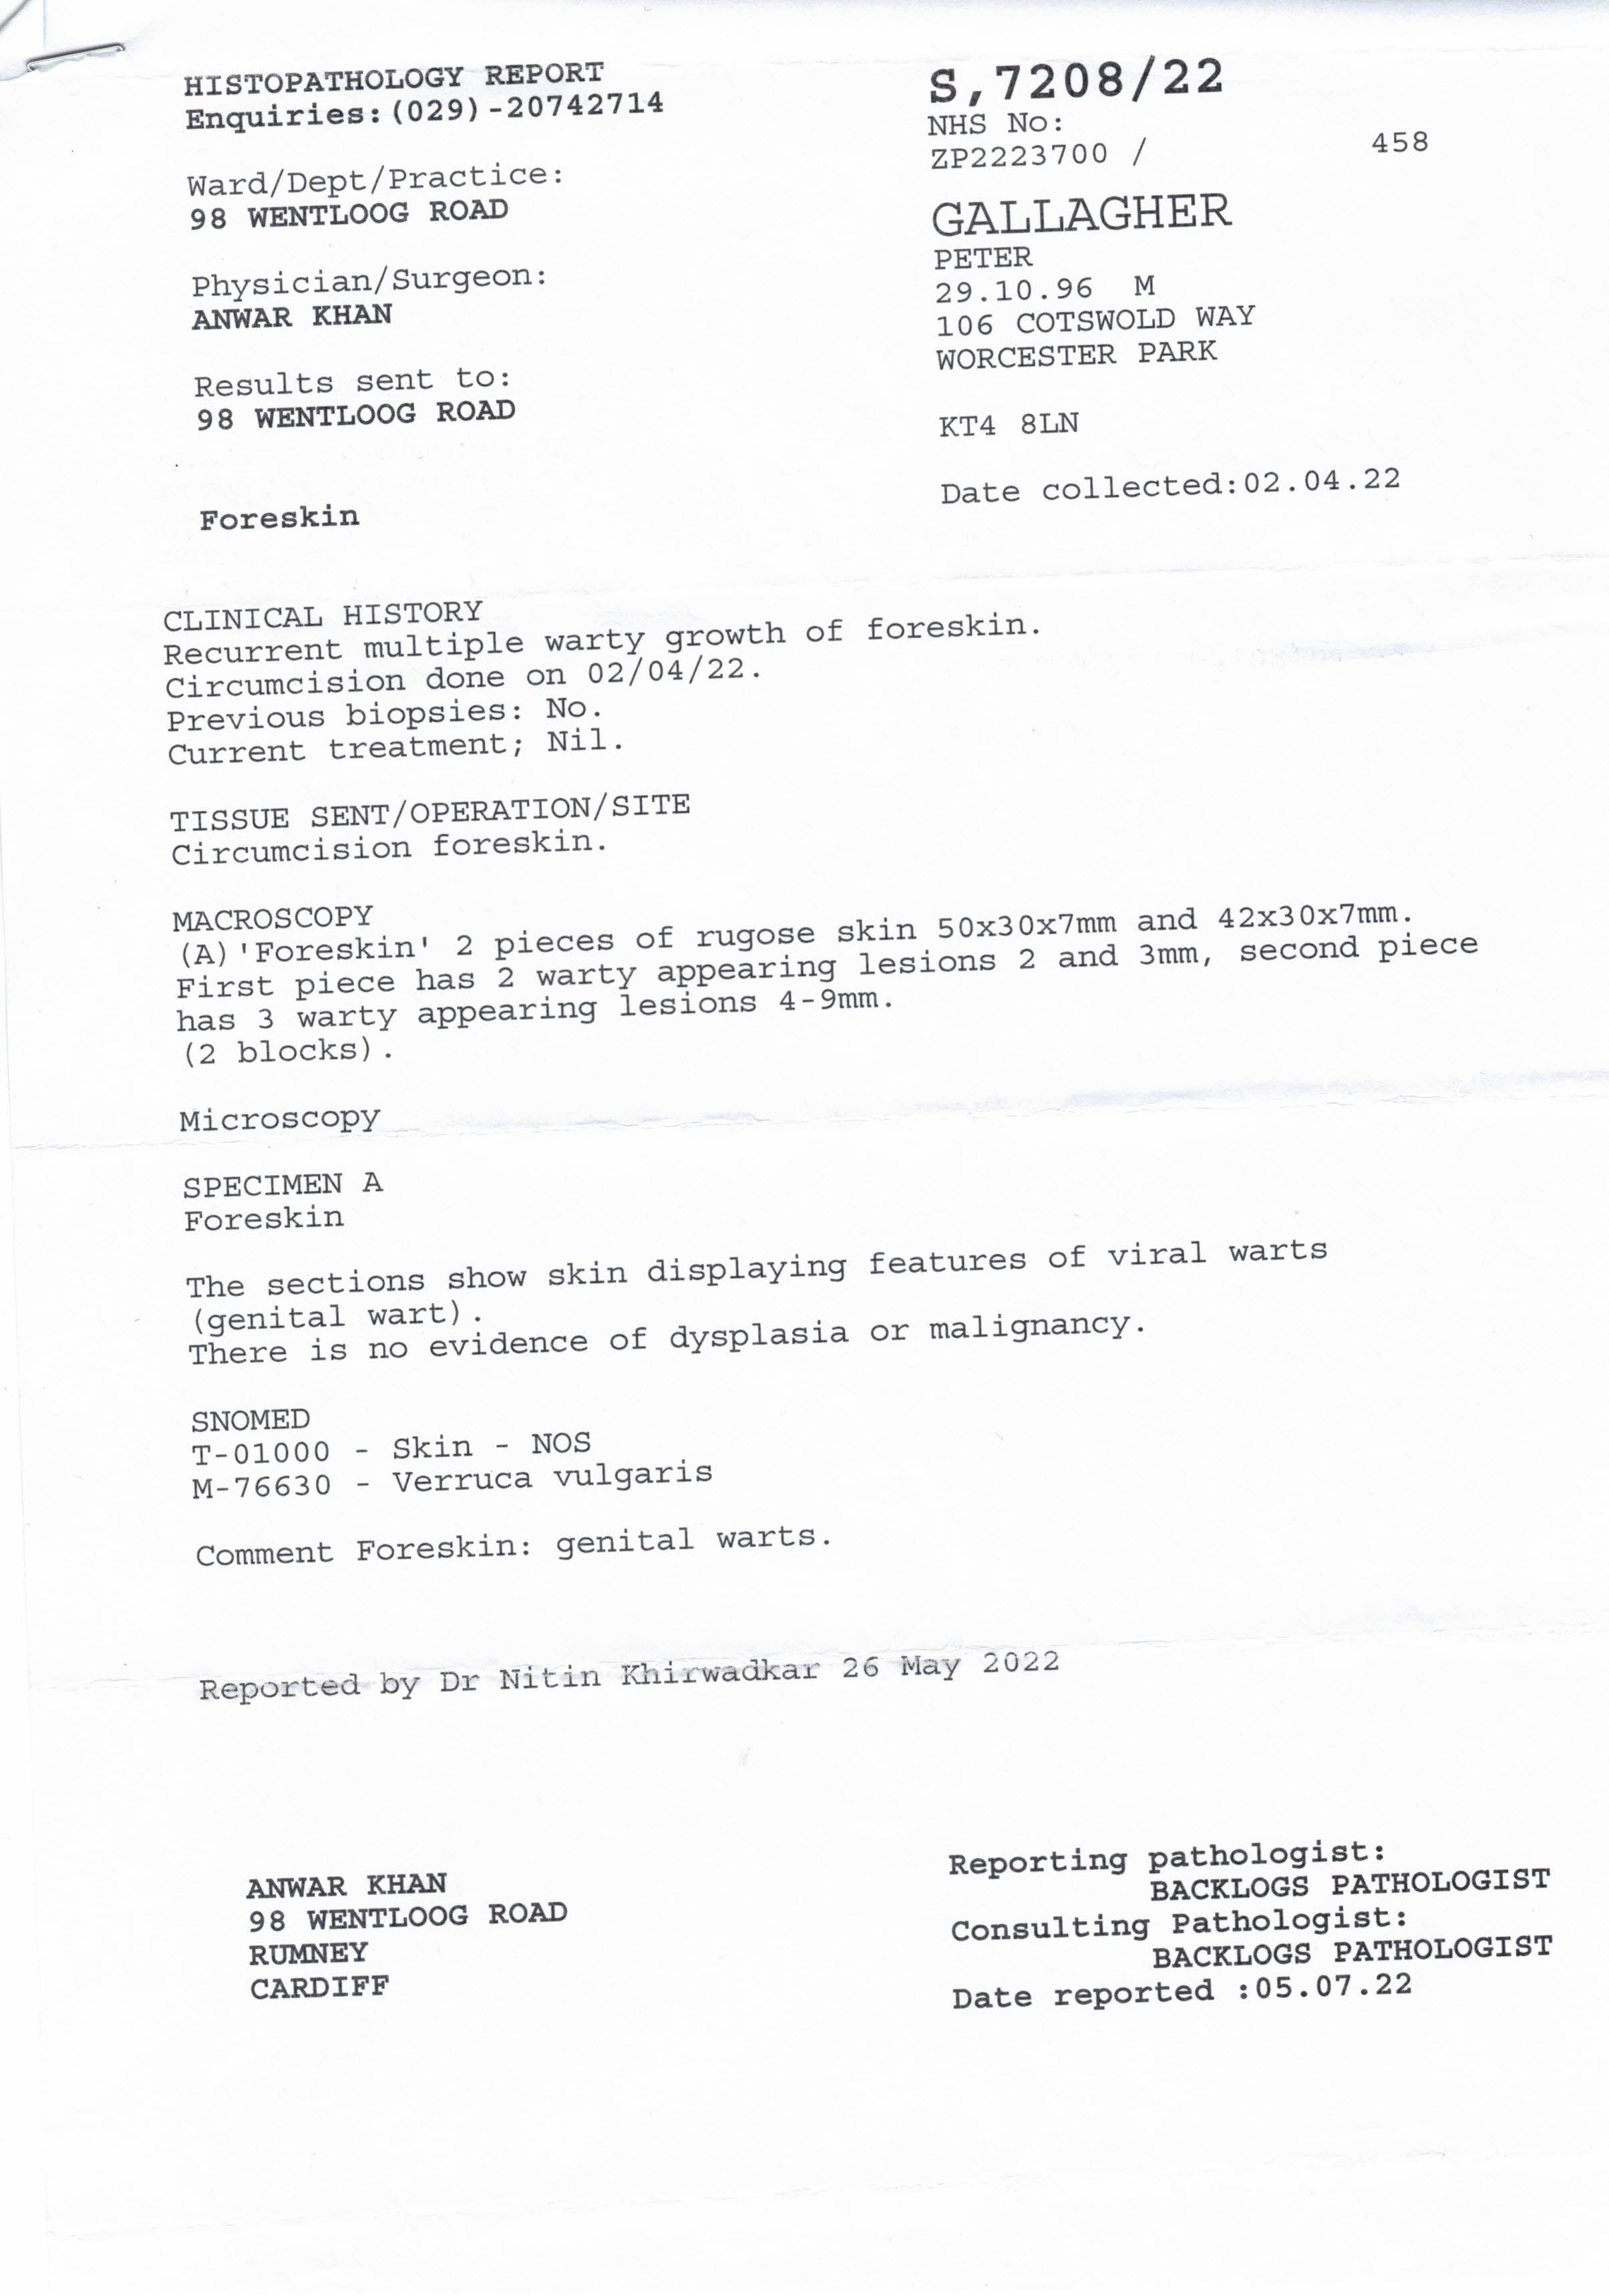 HISTOPATHOLOGY REPORT
Enquiries:(029)-20742714
Ward/Dept/Practice:
98 WENTLOOG ROAD
Physician/Surgeon:
ANWAR KHAN
Results sent to:
98 WENTLOOG ROAD
S,7208/22
NHS No:
ZP2223700 / 458
GALLAGHER
PETER
29.10.96 M
106 COTSWOLD WAY
WORCESTER PARK
KT4 8LN
Date collected:02.04.22
Foreskin
CLINICAL HISTORY
Recurrent multiple warty growth of foreskin.
Circumcision done on 02/04/22.
Previous biopsies: No.
Current treatment; Nil.
TISSUE SENT/OPERATION/SITE
Circumcision foreskin.
MACROSCOPY
(A)'Foreskin' 2 pieces of rugose skin 50x30x7mm and 42x30x7mm.
First piece has 2 warty appearing lesions 2 and 3mm, second piece
has 3 warty appearing lesions 4-9mm.
(2 blocks).
Microscopy
SPECIMEN A
Foreskin
The sections show skin displaying features of viral warts
(genital wart).
There is no evidence of dysplasia or malignancy.
SNOMED
T-01000 - Skin - NOS
M-76630 - Verruca vulgaris
Comment Foreskin: genital warts.
Reported by Dr Nitin Khirwadkar 26 May 2022
ANWAR KHAN
98 WENTLOOG ROAD
RUMNEY
CARDIFF
Reporting pathologist:
BACKLOGS PATHOLOGIST
Consulting Pathologist:
BACKLOGS PATHOLOGIST
Date reported :05.07.22